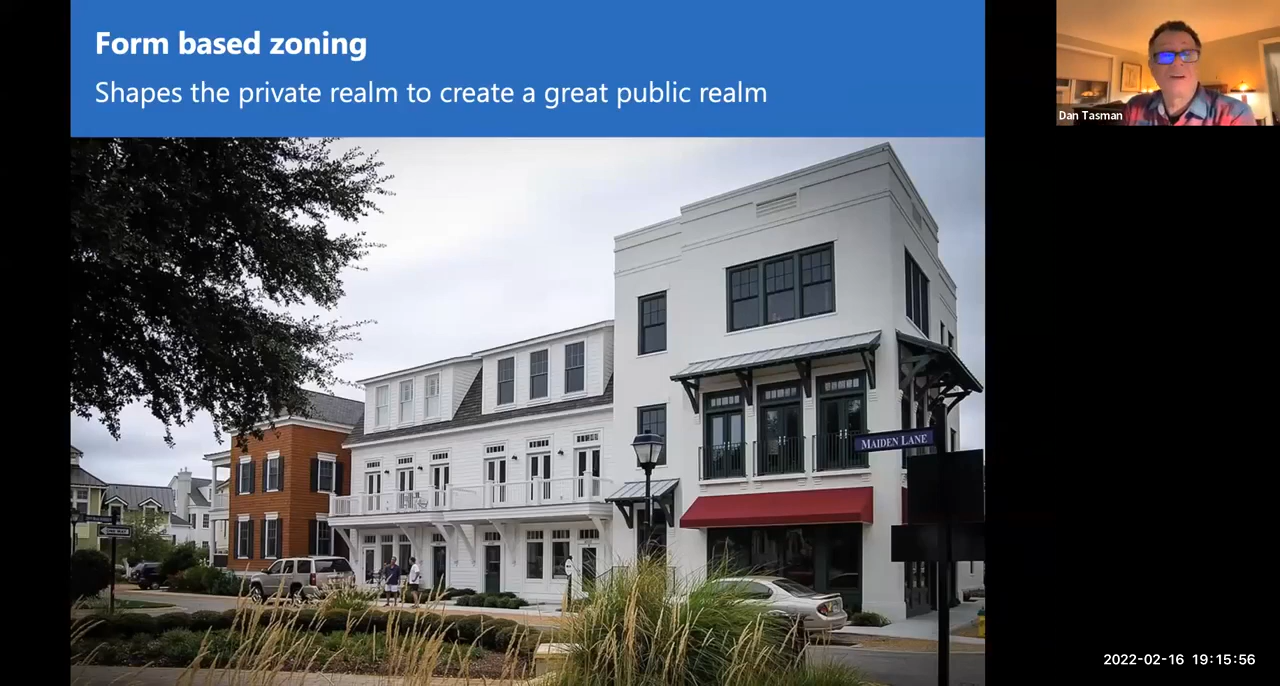 Form based zoning
Shapes the private realm to create a great public realm
Dan Tasman
MAIDEN LANE
2022-02-16 19:15:56